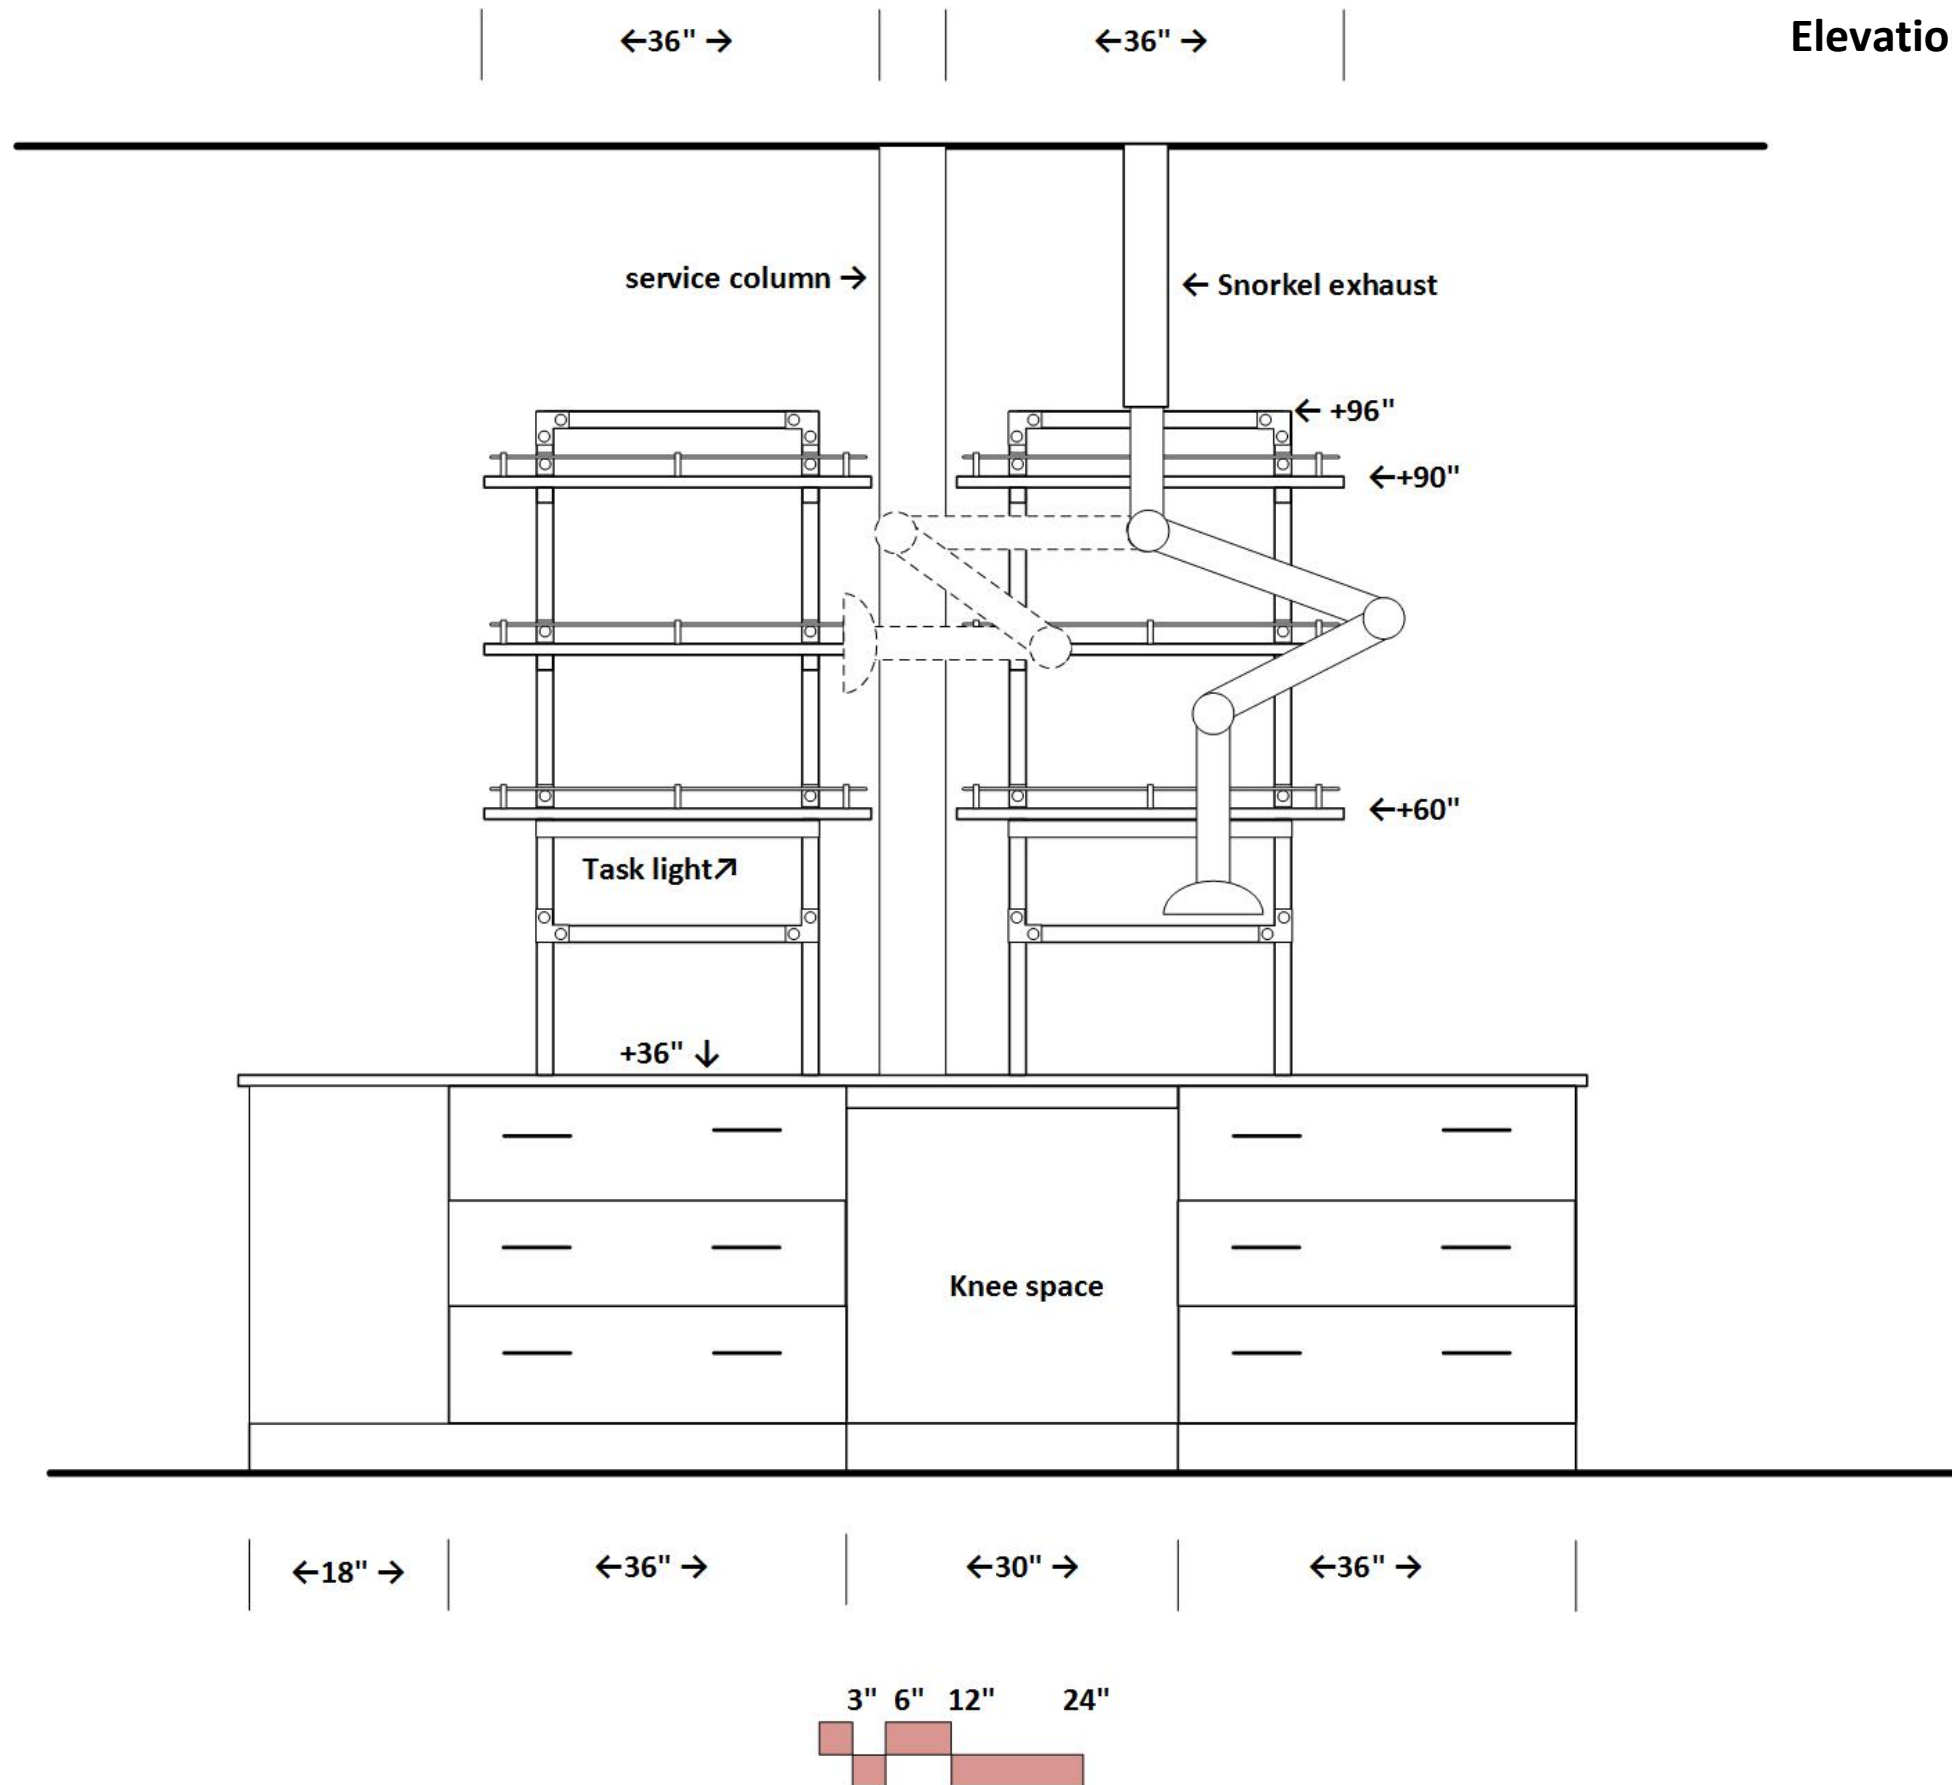 ←36" → ←36" → Elevatio
service column → ← Snorkel exhaust
← +96"
←+90"
←+60"
Task light↗
+36" ↓
Knee space
←18" → ←36" → ←30" → ←36" →
3" 6" 12" 24"